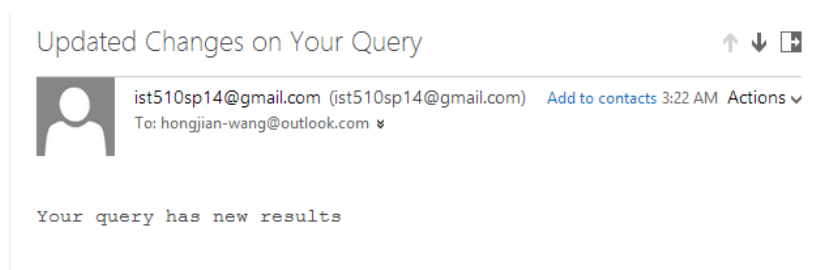 Updated Changes on Your Query
ist510sp14@gmail.com (ist510sp14@gmail.com) Add to contacts 3:22 AM Actions
To: hongjian-wang@outlook.com
Your query has new results